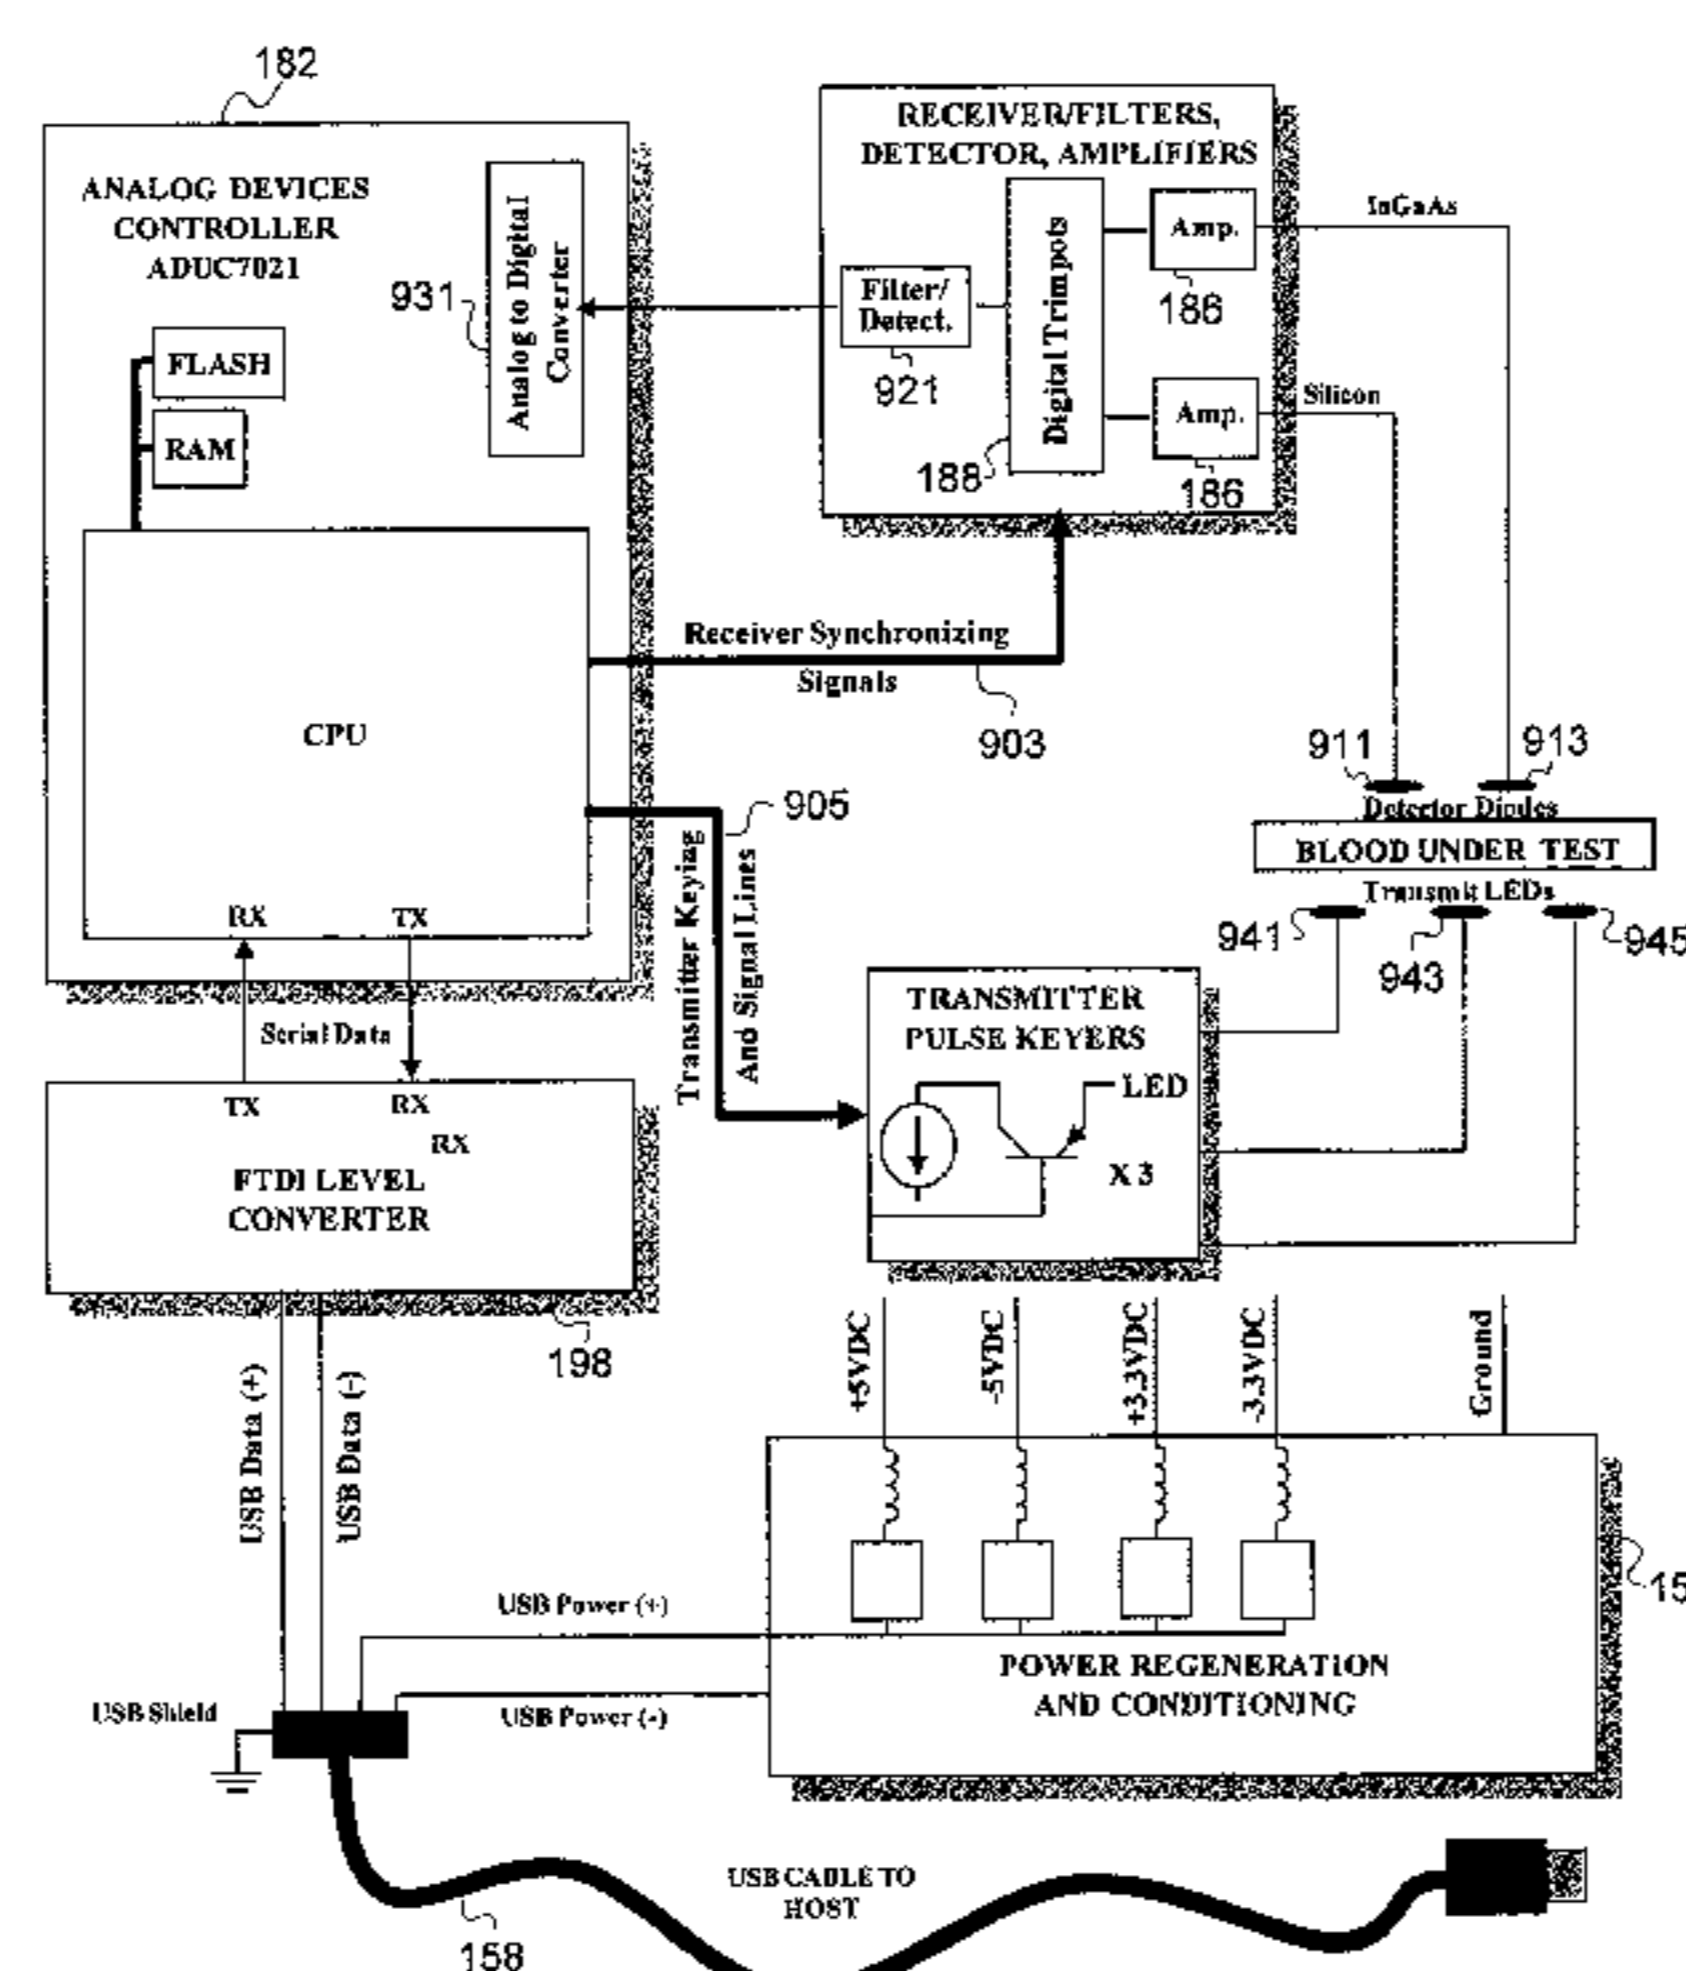 182
ANALOG DEVICES
CONTROLLER
ADUC7021
931
Analog to Digital
Converter
FLASH
RAM
CPU
RX
TX
RECEIVER/FILTERS,
DETECTOR, AMPLIFIERS
Filter/
Detect.
921
Digital Trimpots
188
Amp.
186
Amp.
186
InGaAs
Silicon
Receiver Synchronizing
Signals
903
905
Transmitter Keying
And Signal Lines
911
913
Detector Diodes
BLOOD UNDER TEST
Transmit LEDs
941
943
945
TRANSMITTER
PULSE KEYERS
LED
X 3
Serial Data
TX
RX
RX
FTDI LEVEL
CONVERTER
198
USB Data (+)
USB Data (-)
+5VDC
-5VDC
+3.3VDC
-3.3VDC
Ground
15
USB Power (+)
POWER REGENERATION
AND CONDITIONING
USB Power (-)
USB Shield
USB CABLE TO
HOST
158